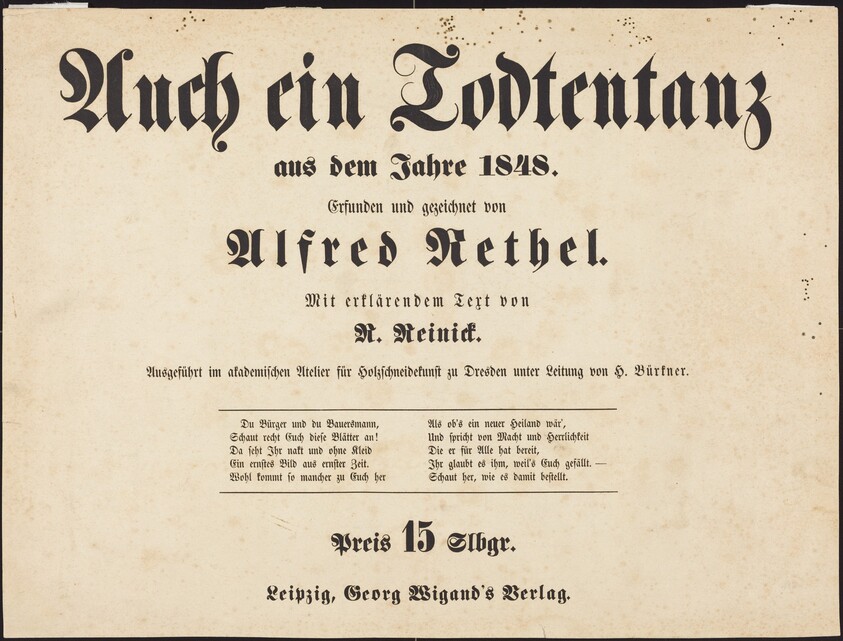 Auch ein Todtentanz
aus dem Jahre 1848.
Erfunden und gezeichnet von
Alfred Rethel.
Mit erklärendem Text von
R. Reinick.
Ausgeführt im akademischen Atelier für Holzschneidekunst zu Dresden unter Leitung von H. Bürkner.
Du Bürger und du Bauersmann,
Schaut recht Euch diese Blätter an!
Da seht Ihr nakt und ohne Kleid
Ein ernstes Bild aus ernster Zeit.
Wohl kommt so mancher zu Euch her
Als ob's ein neuer Heiland wär',
Und spricht von Macht und Herrlichkeit
Die er für Alle hat bereit,
Ihr glaubt es ihm, weil's Euch gefällt. —
Schaut her, wie es damit bestellt.
Preis 15 Slbgr.
Leipzig, Georg Wigand's Verlag.